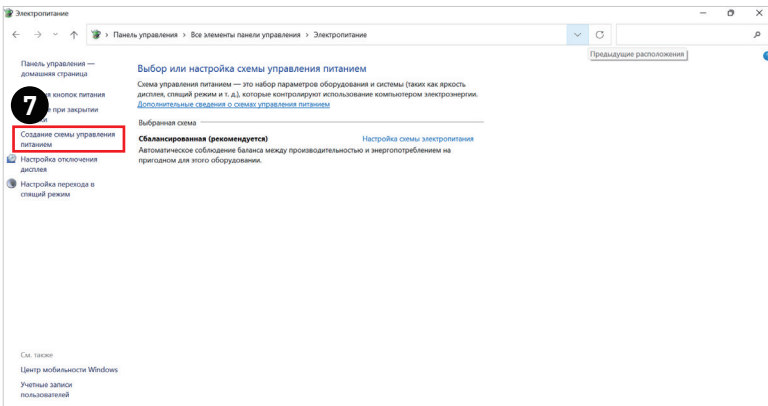 Электропитание
Панель управления › Все элементы панели управления › Электропитание
Предыдущие расположения
Панель управления —
домашняя страница
кнопок питания
при закрытии
7
Создание схемы управления
питанием
Настройка отключения
дисплея
Настройка перехода в
спящий режим
Выбор или настройка схемы управления питанием
Схема управления питанием — это набор параметров оборудования и системы (таких как яркость
дисплея, спящий режим и т. д.), которые контролируют использование компьютером электроэнергии.
Дополнительные сведения о схемах управления питанием
Выбранная схема
Сбалансированная (рекомендуется)
Настройка схемы электропитания
Автоматическое соблюдение баланса между производительностью и энергопотреблением на
пригодном для этого оборудовании.
См. также
Центр мобильности Windows
Учетные записи
пользователей